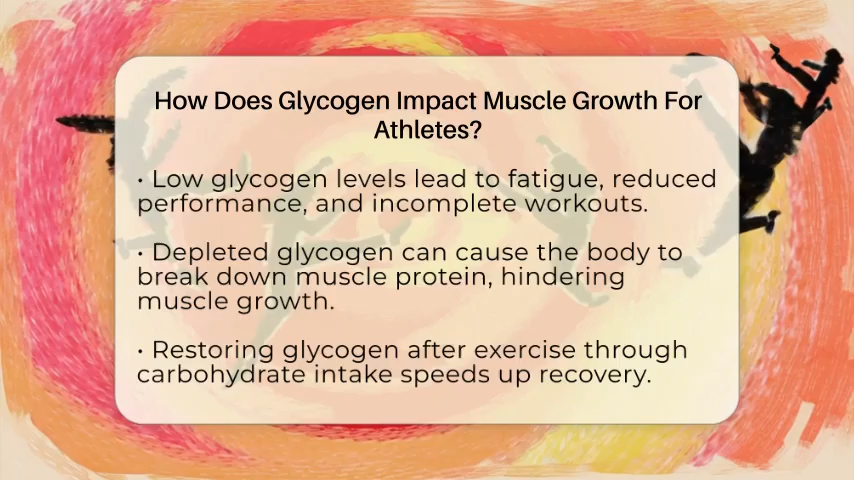 How Does Glycogen Impact Muscle Growth For
Athletes?
• Low glycogen levels lead to fatigue, reduced
performance, and incomplete workouts.
• Depleted glycogen can cause the body to
break down muscle protein, hindering
muscle growth.
• Restoring glycogen after exercise through
carbohydrate intake speeds up recovery.